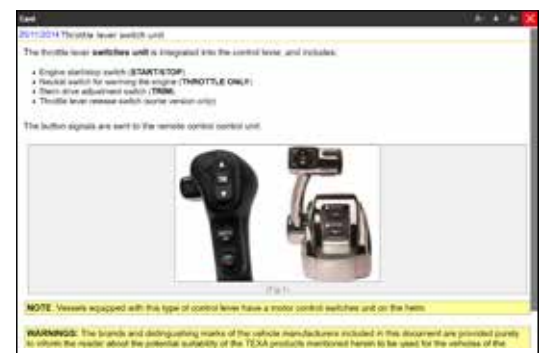 Card
20/11/2014 Throttle lever switch unit
The throttle lever switches unit is integrated into the control lever, and includes:
Engine start/stop switch (START/STOP)
Neutral switch for warming the engine (THROTTLE ONLY)
Stern drive adjustment switch (TRIM)
Throttle lever release switch (some version only)
The button signals are sent to the remote control control unit.
(Fig.1)
NOTE: Vessels equipped with this type of control lever have a motor control switches unit on the helm.
WARNINGS: The brands and distinguishing marks of the vehicle manufacturers included in this document are provided purely
to inform the reader about the potential suitability of the TEXA products mentioned herein to be used for the vehicles of the